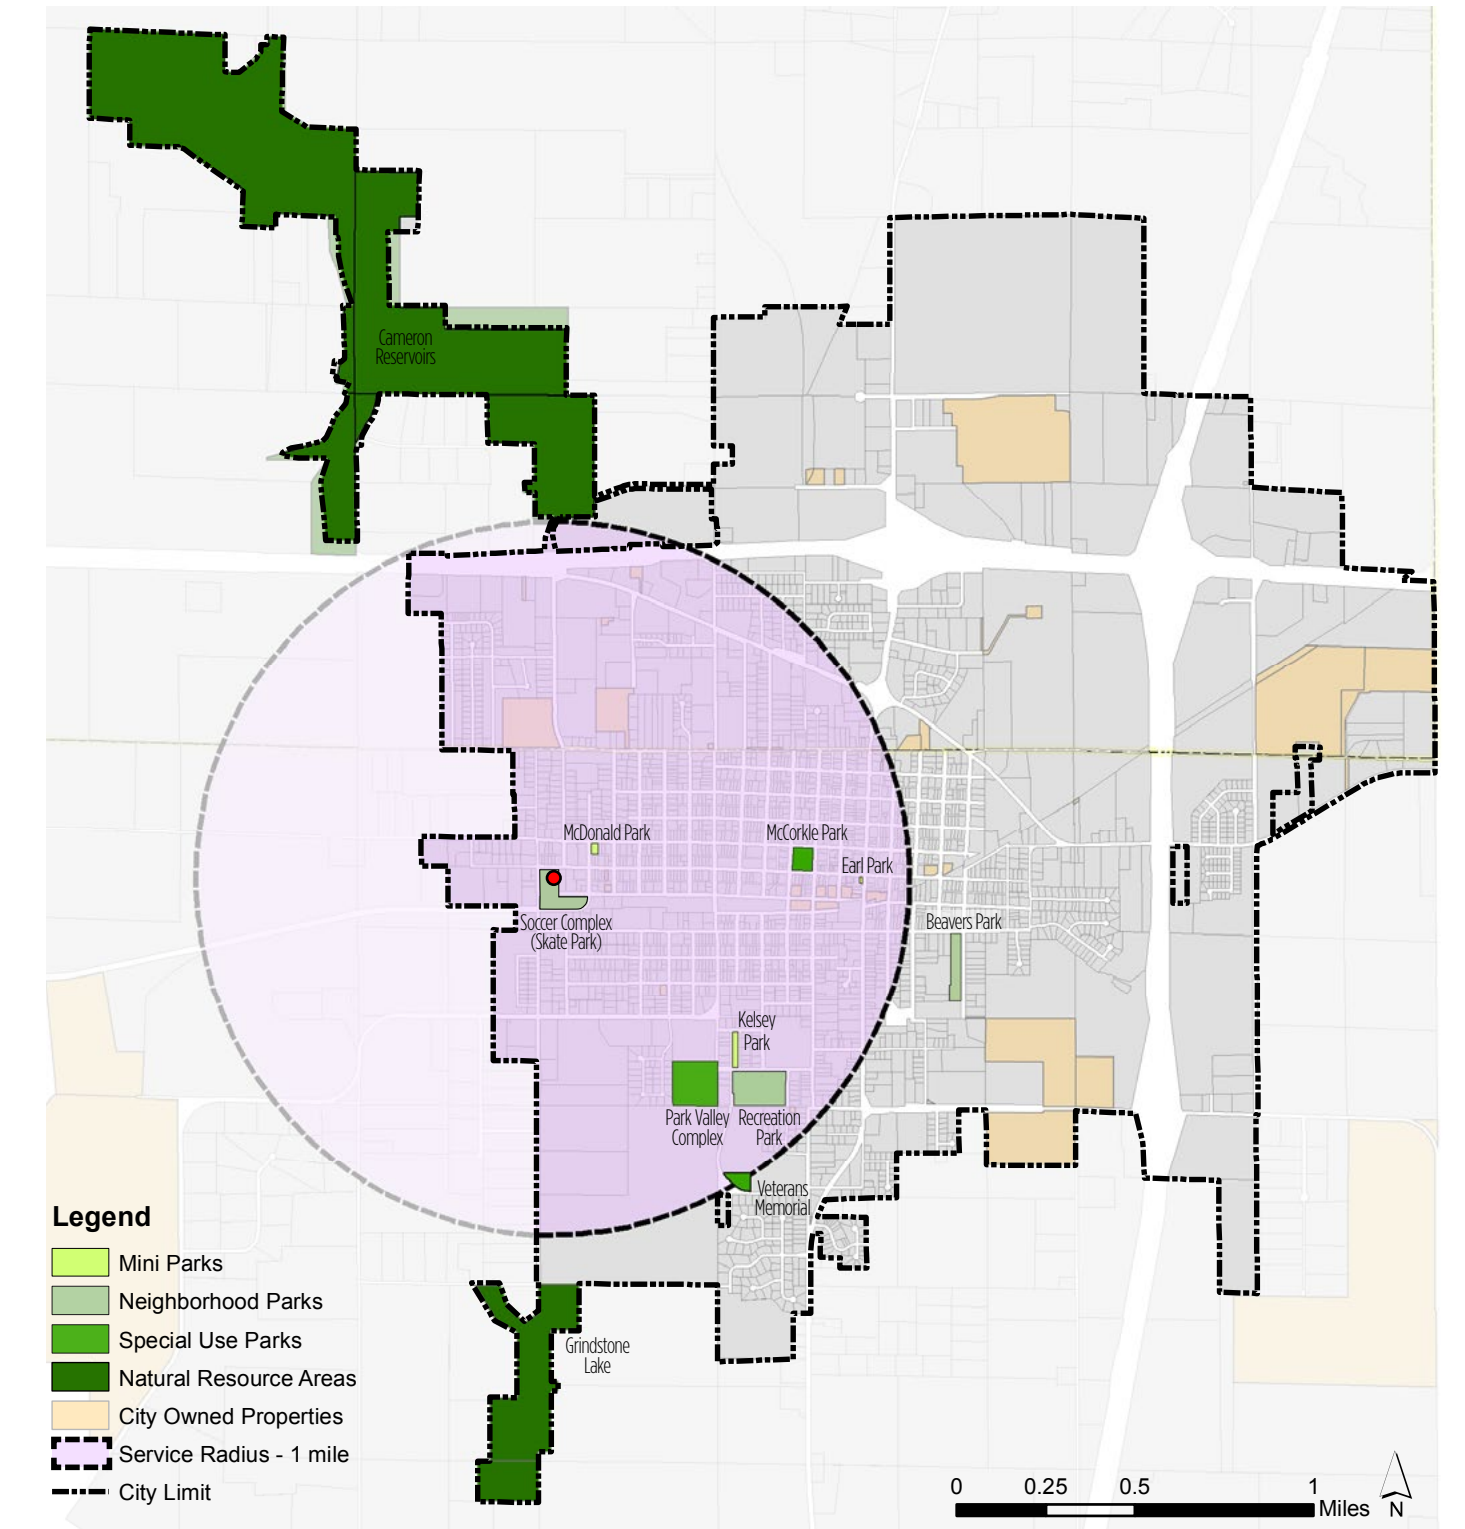 Cameron
Reservoirs
McDonald Park
McCorkle Park
Earl Park
Soccer Complex
(Skate Park)
Beavers Park
Kelsey
Park
Park Valley
Complex
Recreation
Park
Veterans
Memorial
Grindstone
Lake
Legend
Mini Parks
Neighborhood Parks
Special Use Parks
Natural Resource Areas
City Owned Properties
Service Radius - 1 mile
City Limit
0 0.25 0.5 1
Miles
N